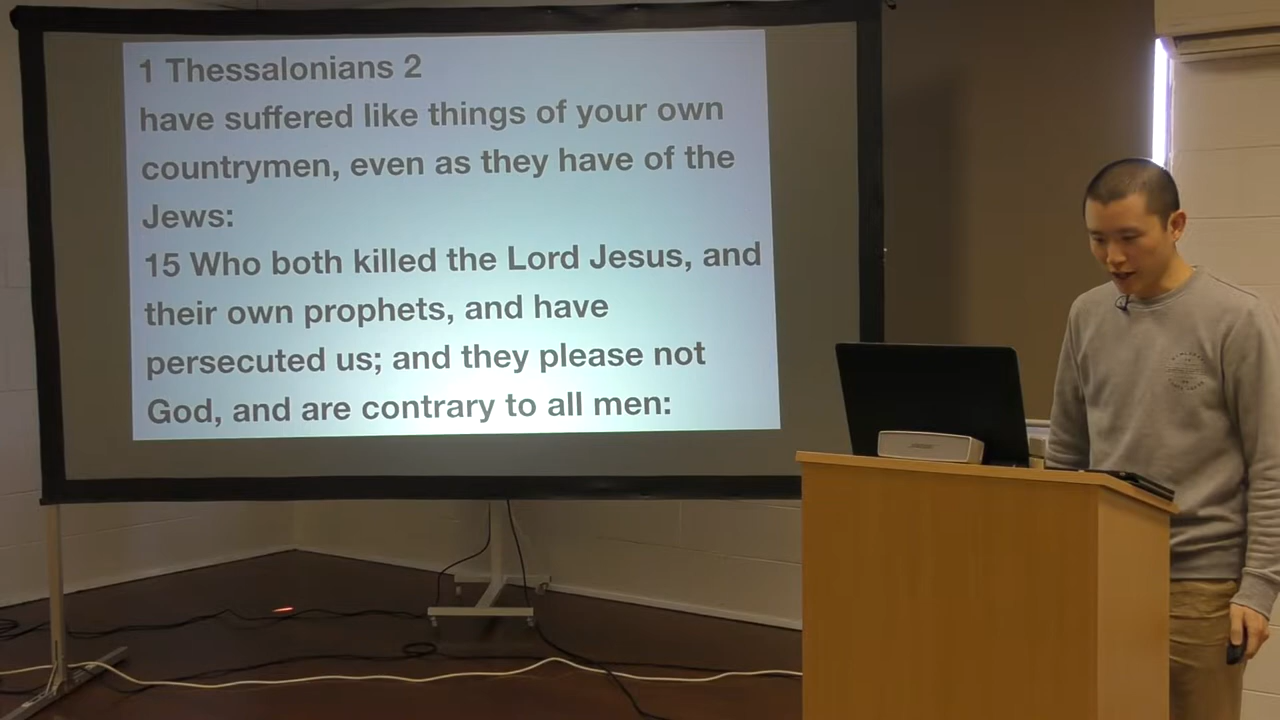 1 Thessalonians 2
have suffered like things of your own
countrymen, even as they have of the
Jews:
15 Who both killed the Lord Jesus, and
their own prophets, and have
persecuted us; and they please not
God, and are contrary to all men: